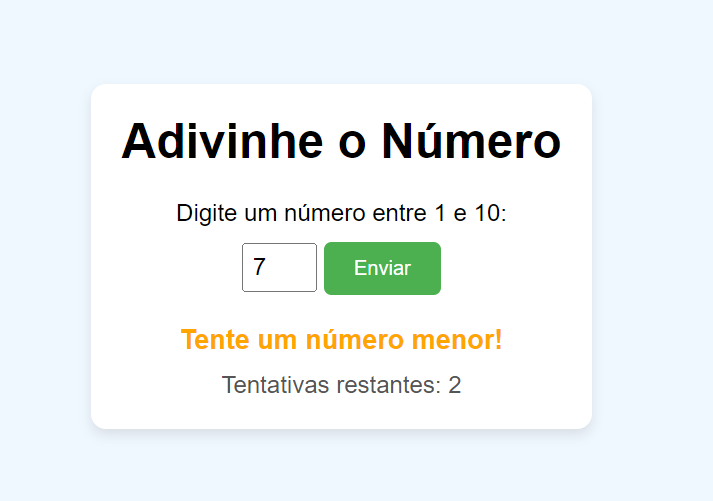 Adivinhe o Número
Digite um número entre 1 e 10:
7 Enviar
Tente um número menor!
Tentativas restantes: 2